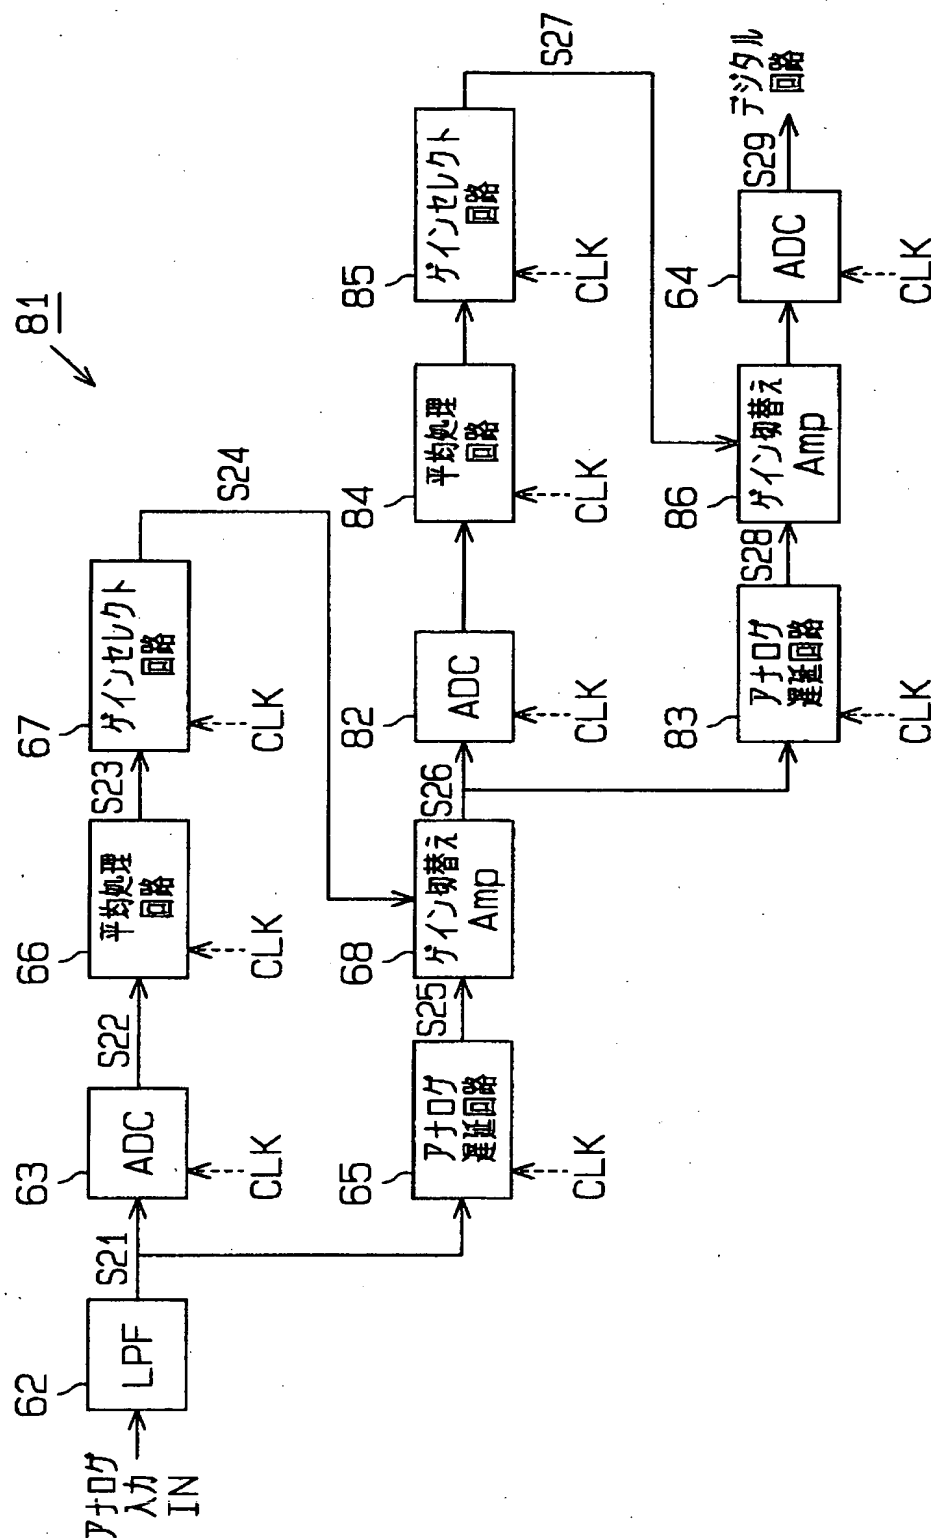 81
アナログ
入力
IN
62
LPF
S21
63
ADC
CLK
S22
66
平均処理
回路
CLK
S23
67
ゲインセレクト
回路
CLK
S24
65
アナログ
遅延回路
CLK
S25
68
ゲイン切替え
Amp
S26
82
ADC
CLK
84
平均処理
回路
CLK
85
ゲインセレクト
回路
CLK
S27
83
アナログ
遅延回路
CLK
S28
86
ゲイン切替え
Amp
64
ADC
CLK
S29
デジタル
回路